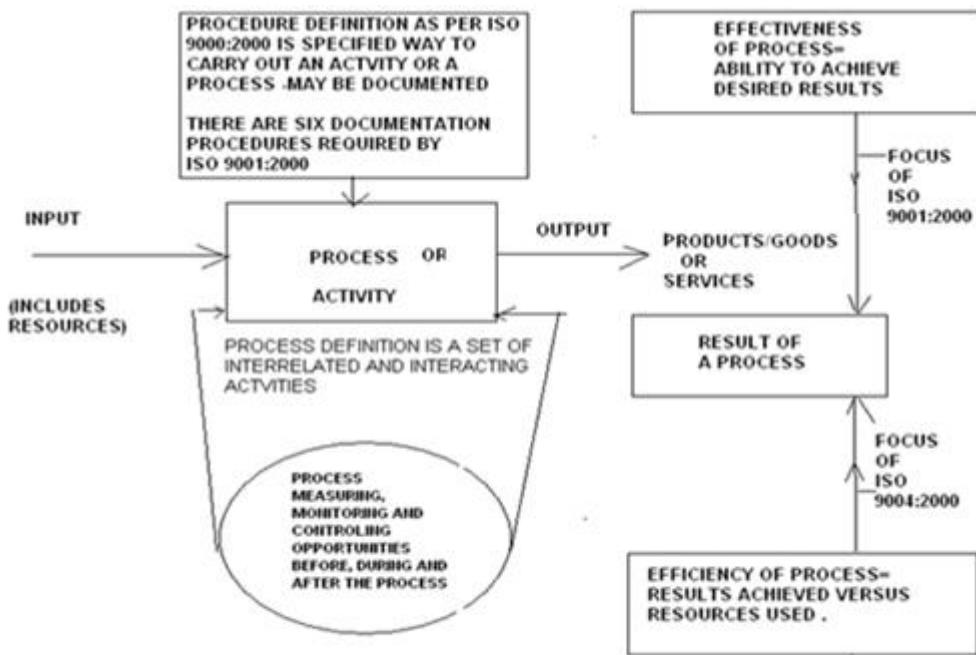 PROCEDURE DEFINITION AS PER ISO
9000:2000 IS SPECIFIED WAY TO
CARRY OUT AN ACTVITY OR A
PROCESS -MAY BE DOCUMENTED
THERE ARE SIX DOCUMENTATION
PROCEDURES REQUIRED BY
ISO 9001:2000
EFFECTIVENESS
OF PROCESS=
ABILITY TO ACHIEVE
DESIRED RESULTS
FOCUS
OF
ISO
9001:2000
INPUT
(INCLUDES
RESOURCES)
PROCESS OR
ACTIVITY
OUTPUT
PRODUCTS/GOODS
OR
SERVICES
PROCESS DEFINITION IS A SET OF
INTERRELATED AND INTERACTING
ACTVITIES
RESULT OF
A PROCESS
PROCESS
MEASURING,
MONITORING AND
CONTROLING
OPPORTUNITIES
BEFORE, DURING AND
AFTER THE PROCESS
FOCUS
OF
ISO
9004:2000
EFFICIENCY OF PROCESS=
RESULTS ACHIEVED VERSUS
RESOURCES USED .